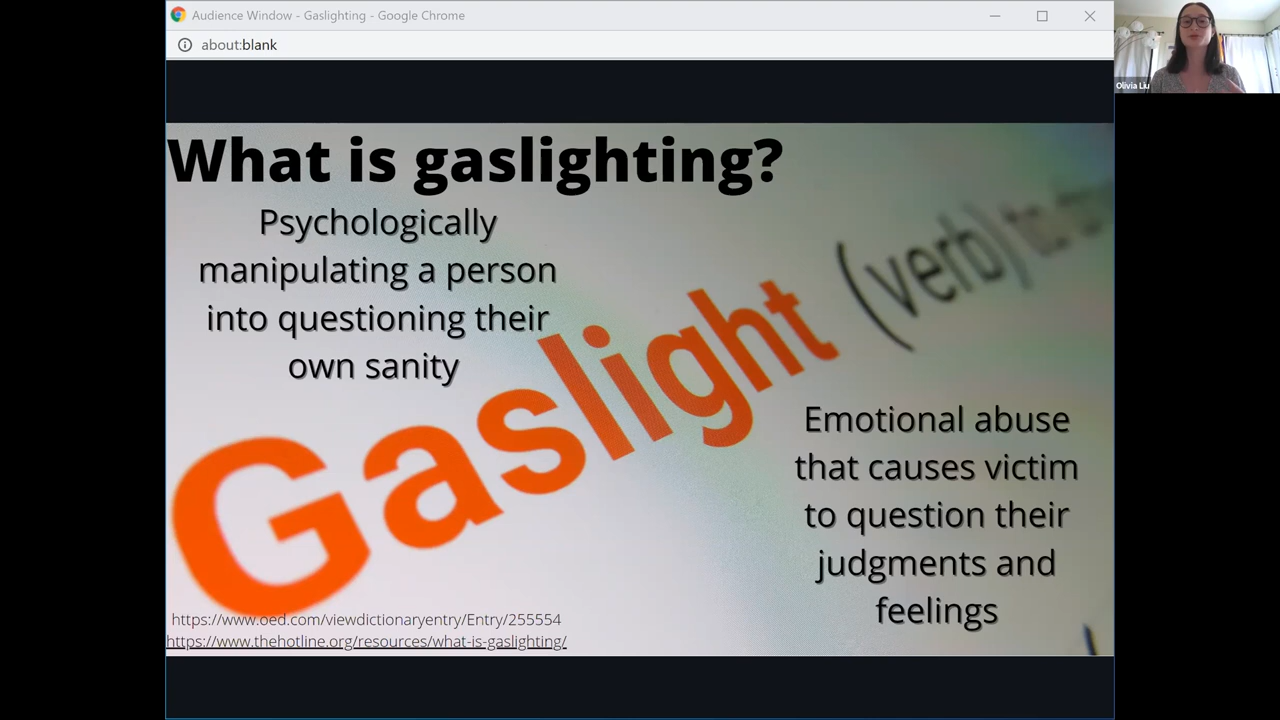 Audience Window - Gaslighting - Google Chrome
about:blank
Olivia Liu
What is gaslighting?
Psychologically
manipulating a person
into questioning their
own sanity
Gaslight (verb) to
Emotional abuse
that causes victim
to question their
judgments and
feelings
https://www.oed.com/viewdictionaryentry/Entry/255554
https://www.thehotline.org/resources/what-is-gaslighting/